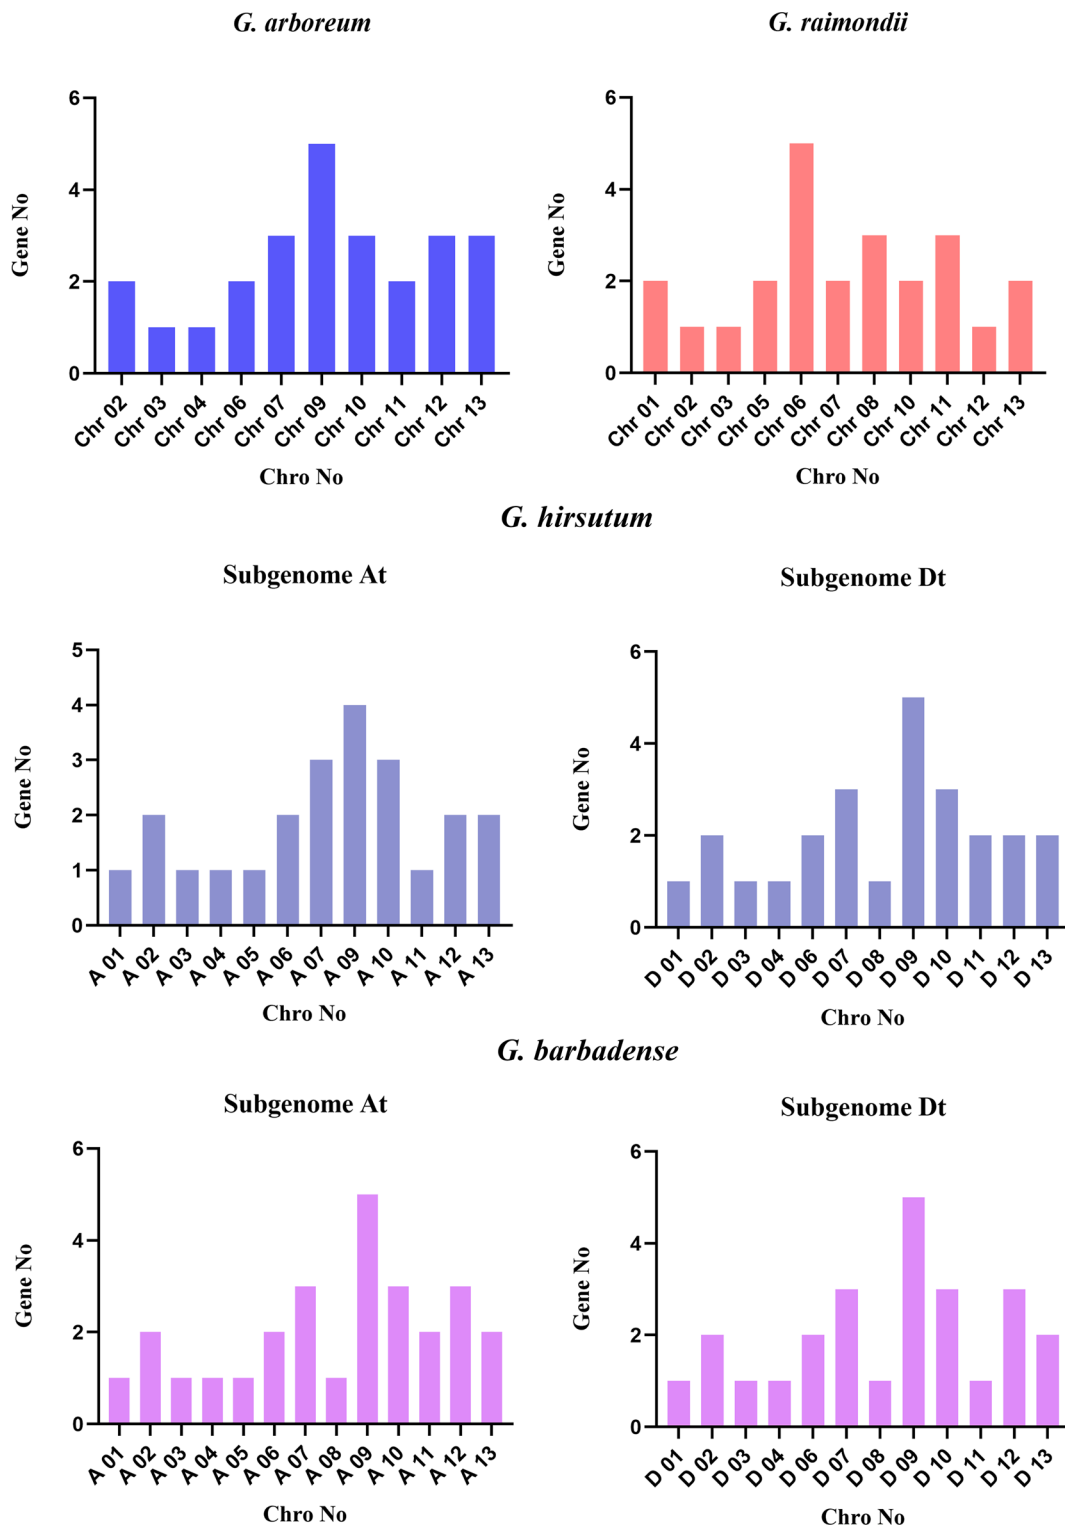 G. arboreum
G. raimondii
6
4
2
0
Gene No
Chr 02
Chr 03
Chr 04
Chr 06
Chr 07
Chr 09
Chr 10
Chr 11
Chr 12
Chr 13
Chro No
6
4
2
0
Gene No
Chr 01
Chr 02
Chr 03
Chr 05
Chr 06
Chr 07
Chr 08
Chr 10
Chr 11
Chr 12
Chr 13
Chro No
G. hirsutum
Subgenome At
Subgenome Dt
5
4
3
2
1
0
Gene No
A 01
A 02
A 03
A 04
A 05
A 06
A 07
A 09
A 10
A 11
A 12
A 13
Chro No
6
4
2
0
Gene No
D 01
D 02
D 03
D 04
D 06
D 07
D 08
D 09
D 10
D 11
D 12
D 13
Chro No
G. barbadense
Subgenome At
Subgenome Dt
6
4
2
0
Gene No
A 01
A 02
A 03
A 04
A 05
A 06
A 07
A 08
A 09
A 10
A 11
A 12
A 13
Chro No
6
4
2
0
Gene No
D 01
D 02
D 03
D 04
D 06
D 07
D 08
D 09
D 10
D 11
D 12
D 13
Chro No